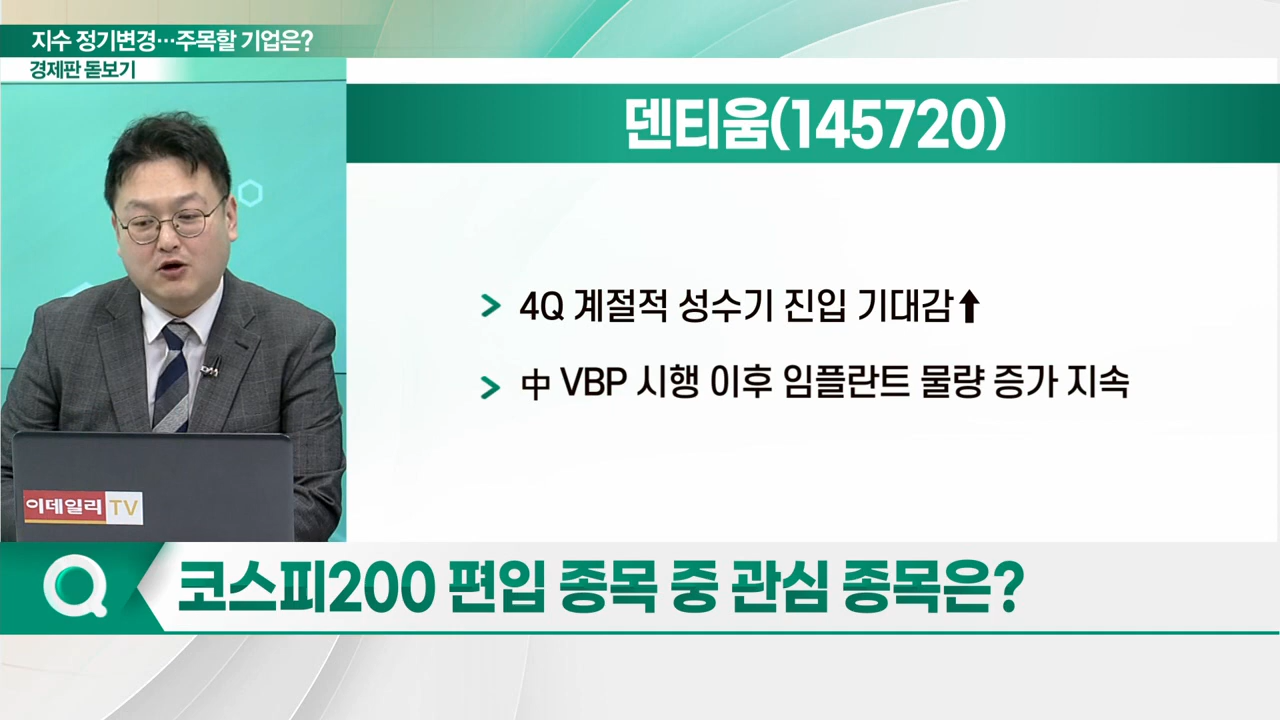 지수 정기변경…주목할 기업은?
경제판 돋보기
덴티움(145720)
4Q 계절적 성수기 진입 기대감⬆
中 VBP 시행 이후 임플란트 물량 증가 지속
이데일리 TV
Q 코스피200 편입 종목 중 관심 종목은?